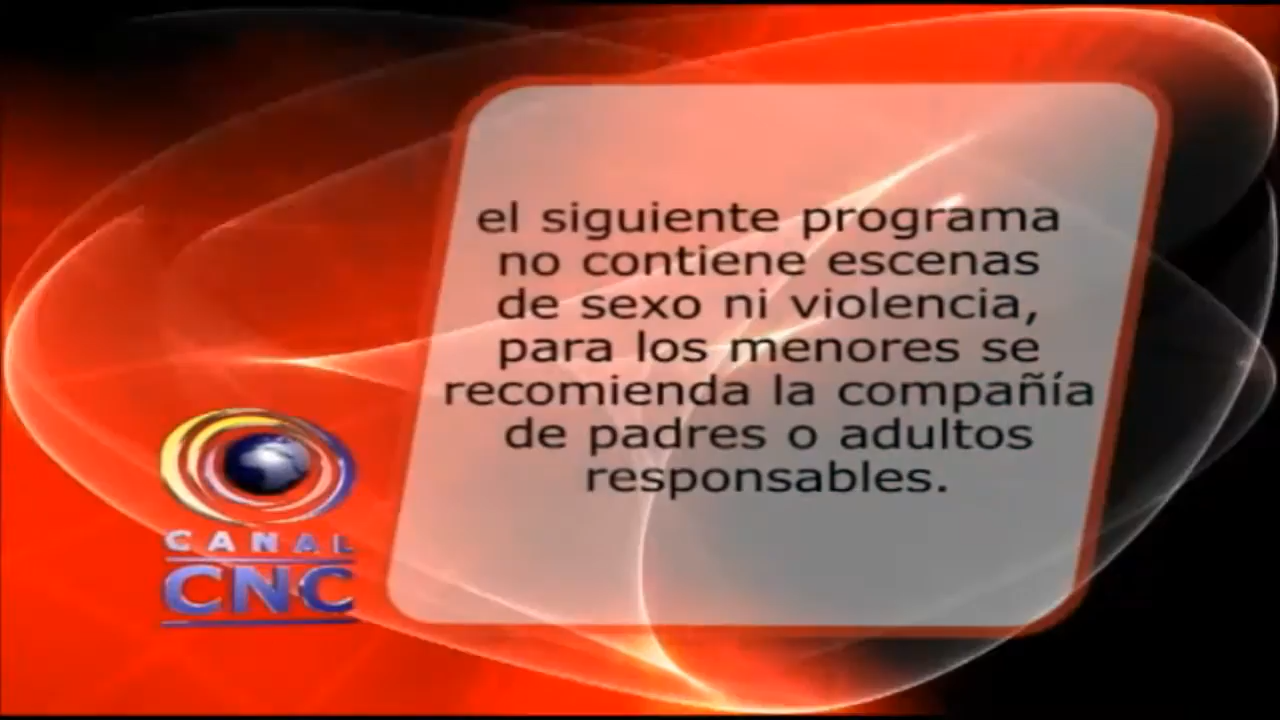 el siguiente programa
no contiene escenas
de sexo ni violencia,
para los menores se
recomienda la compañía
de padres o adultos
responsables.
CANAL
CNC